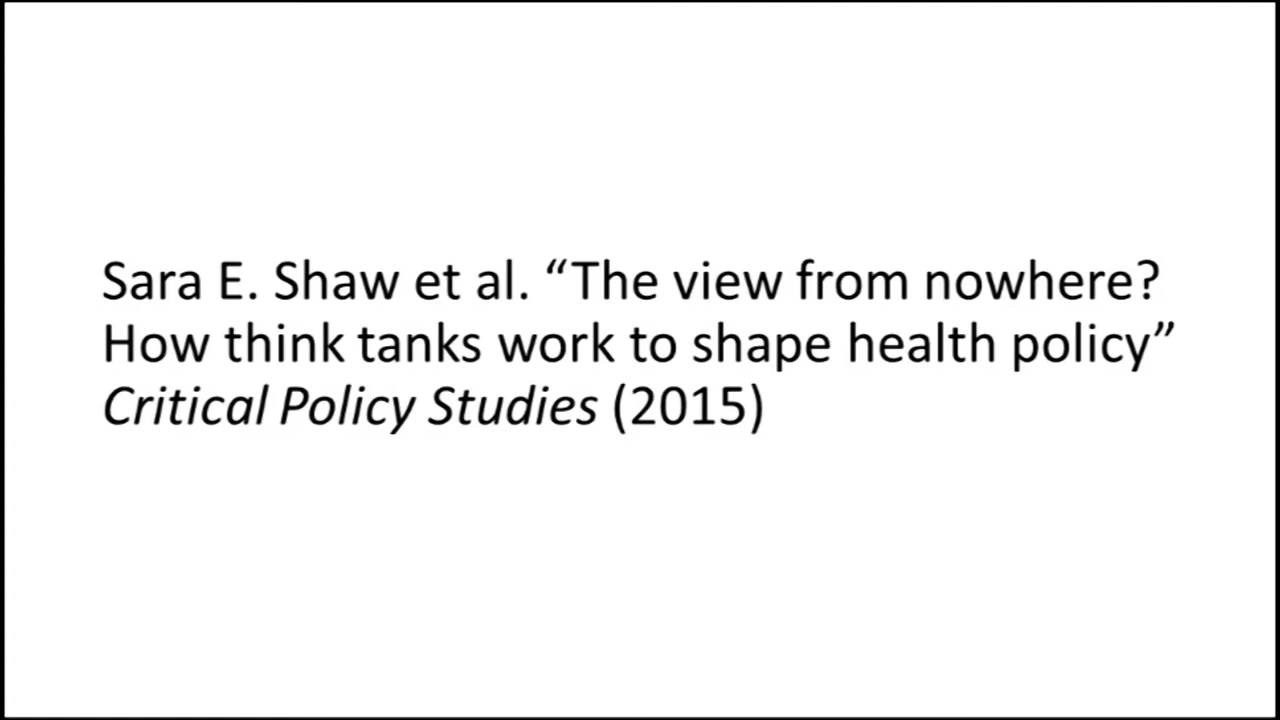 Sara E. Shaw et al. “The view from nowhere?
How think tanks work to shape health policy”
Critical Policy Studies (2015)